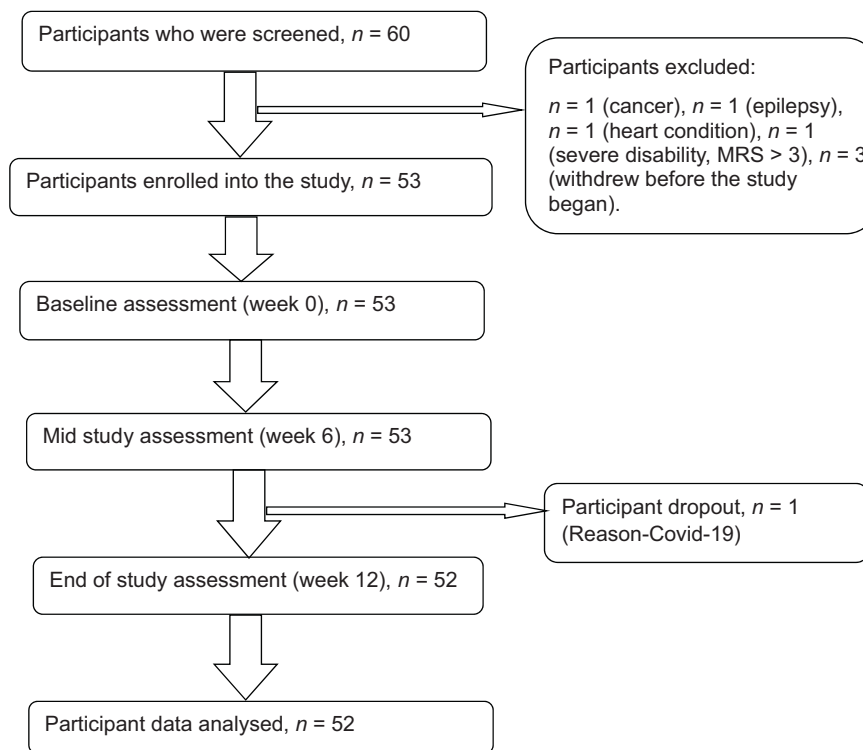 Participants who were screened, n = 60
Participants excluded:
n = 1 (cancer), n = 1 (epilepsy),
n = 1 (heart condition), n = 1
(severe disability, MRS > 3), n = 3
(withdrew before the study
began).
Participants enrolled into the study, n = 53
Baseline assessment (week 0), n = 53
Mid study assessment (week 6), n = 53
Participant dropout, n = 1
(Reason-Covid-19)
End of study assessment (week 12), n = 52
Participant data analysed, n = 52